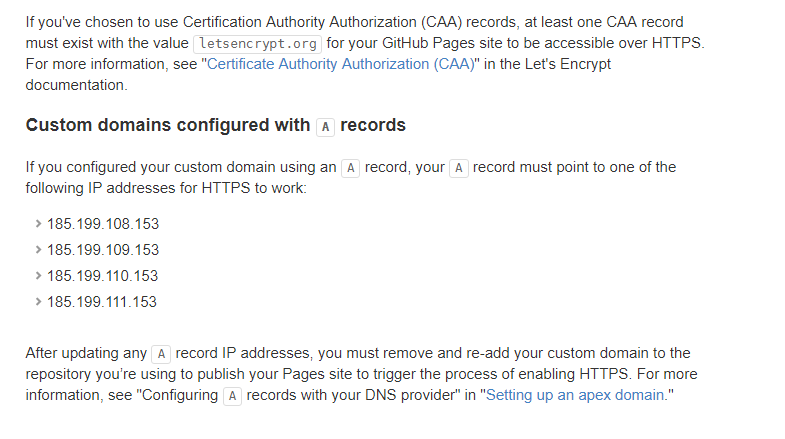 If you've chosen to use Certification Authority Authorization (CAA) records, at least one CAA record
must exist with the value letsencrypt.org for your GitHub Pages site to be accessible over HTTPS.
For more information, see "Certificate Authority Authorization (CAA)" in the Let's Encrypt
documentation.
Custom domains configured with A records
If you configured your custom domain using an A record, your A record must point to one of the
following IP addresses for HTTPS to work:
185.199.108.153
185.199.109.153
185.199.110.153
185.199.111.153
After updating any A record IP addresses, you must remove and re-add your custom domain to the
repository you're using to publish your Pages site to trigger the process of enabling HTTPS. For more
information, see "Configuring A records with your DNS provider" in "Setting up an apex domain."